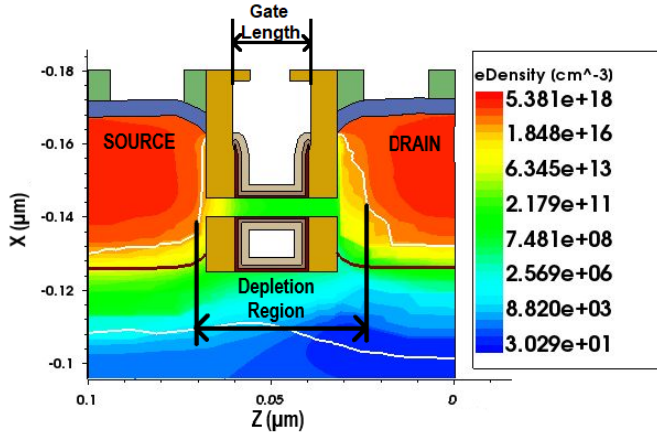 Gate
Length
-0.18
-0.16
-0.14
-0.12
-0.1
X (µm)
SOURCE
DRAIN
Depletion
Region
0.1
0.05
0
Z (µm)
eDensity (cm^-3)
5.381e+18
1.848e+16
6.345e+13
2.179e+11
7.481e+08
2.569e+06
8.820e+03
3.029e+01